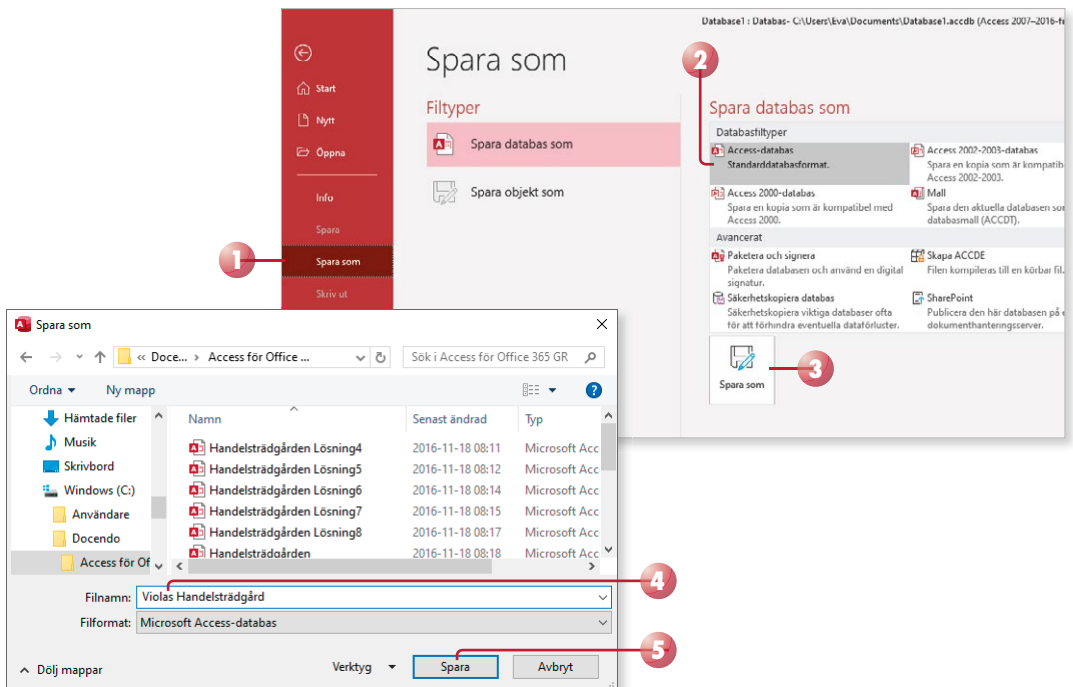 Database1 : Databas- C:\Users\Eva\Documents\Database1.accdb (Access 2007–2016-
Spara som
Start
Nytt
Öppna
Info
Spara
1
Spara som
Skriv ut
Filtyper
Spara databas som
Spara objekt som
2
Spara databas som
Databasfiltyper
Access-databas
Standarddatabasformat.
Access 2002-2003-databas
Spara en kopia som är kompatib
Access 2002-2003.
Access 2000-databas
Spara en kopia som är kompatibel med
Access 2000.
Mall
Spara den aktuella databasen so
databasmall (ACCDT).
Avancerat
Paketera och signera
Paketera databasen och använd en digital
signatur.
Skapa ACCDE
Filen kompileras till en körbar fil.
Säkerhetskopiera databas
Säkerhetskopiera viktiga databaser ofta
för att förhindra eventuella dataförluster.
SharePoint
Publicera den här databasen på
dokumenthanteringsserver.
Spara som
3
Spara som
« Doce... › Access för Office ...
Sök i Access för Office 365 GR
Ordna
Ny mapp
Hämtade filer
Musik
Skrivbord
Windows (C:)
Användare
Docendo
Access för Of
Namn Senast ändrad Typ
Handelsträdgården Lösning4 2016-11-18 08:11 Microsoft Acc
Handelsträdgården Lösning5 2016-11-18 08:12 Microsoft Acc
Handelsträdgården Lösning6 2016-11-18 08:14 Microsoft Acc
Handelsträdgården Lösning7 2016-11-18 08:15 Microsoft Acc
Handelsträdgården Lösning8 2016-11-18 08:17 Microsoft Acc
Handelsträdgården 2016-11-18 08:18 Microsoft Acc
4
Filnamn: Violas Handelsträdgård
Filformat: Microsoft Access-databas
5
Dölj mappar
Verktyg
Spara
Avbryt